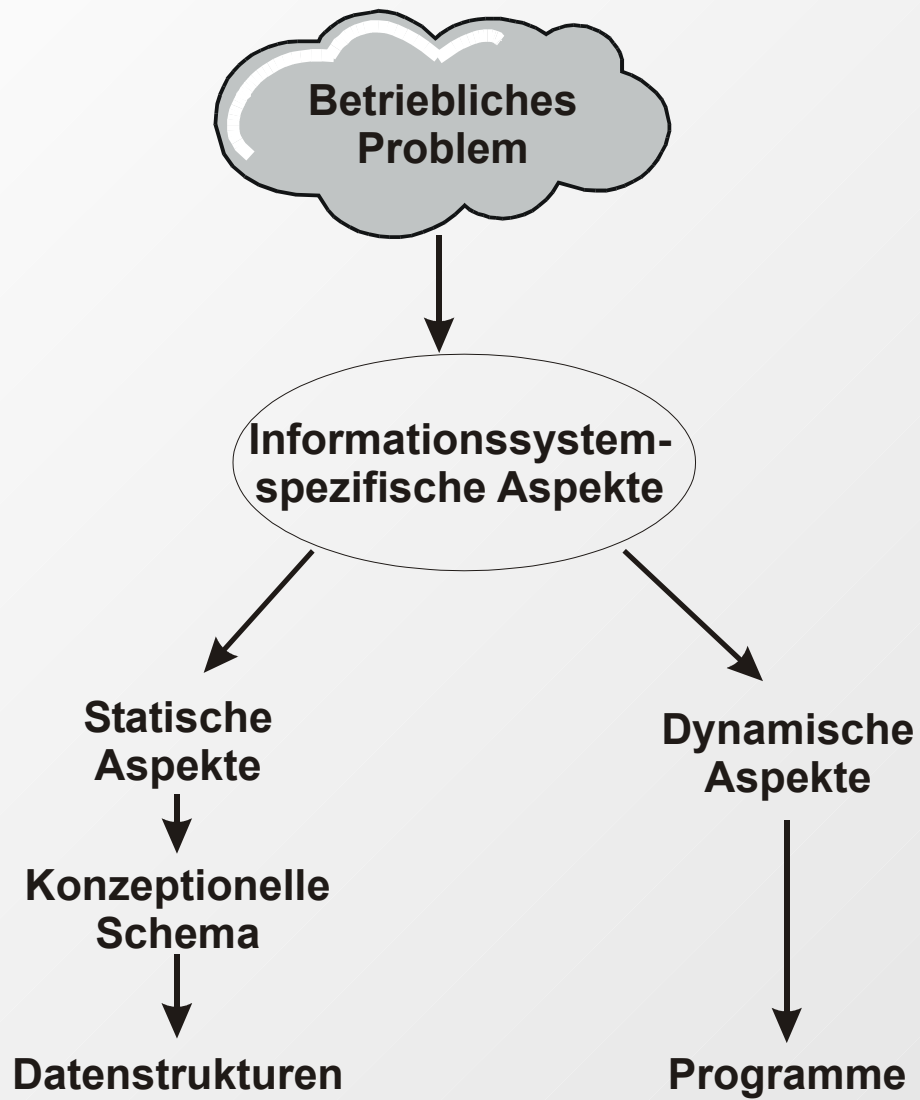 Betriebliches
Problem
Informationssystem-
spezifische Aspekte
Statische
Aspekte
Dynamische
Aspekte
Konzeptionelle
Schema
Datenstrukturen
Programme